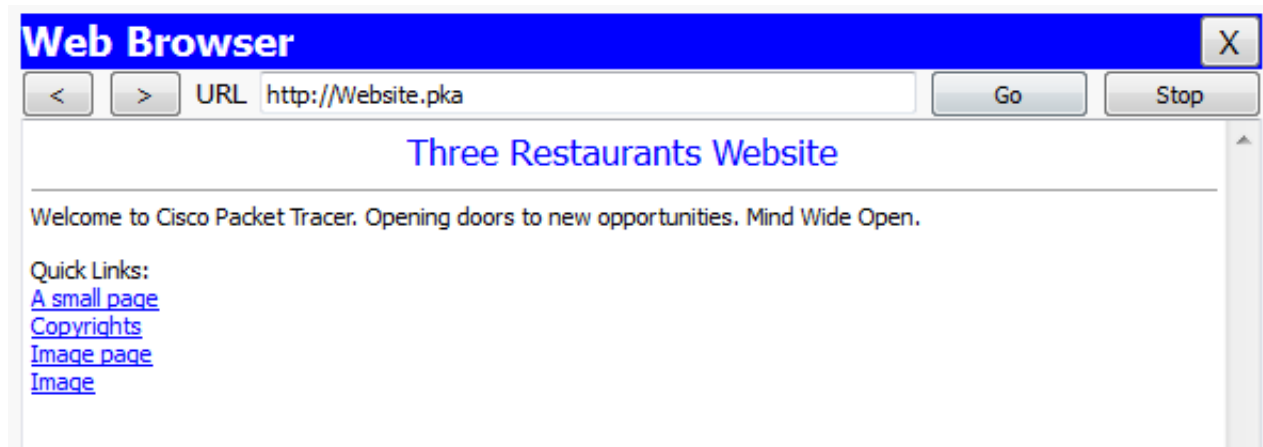 Web Browser X
< > URL http://Website.pka Go Stop
Three Restaurants Website
Welcome to Cisco Packet Tracer. Opening doors to new opportunities. Mind Wide Open.
Quick Links:
A small page
Copyrights
Image page
Image